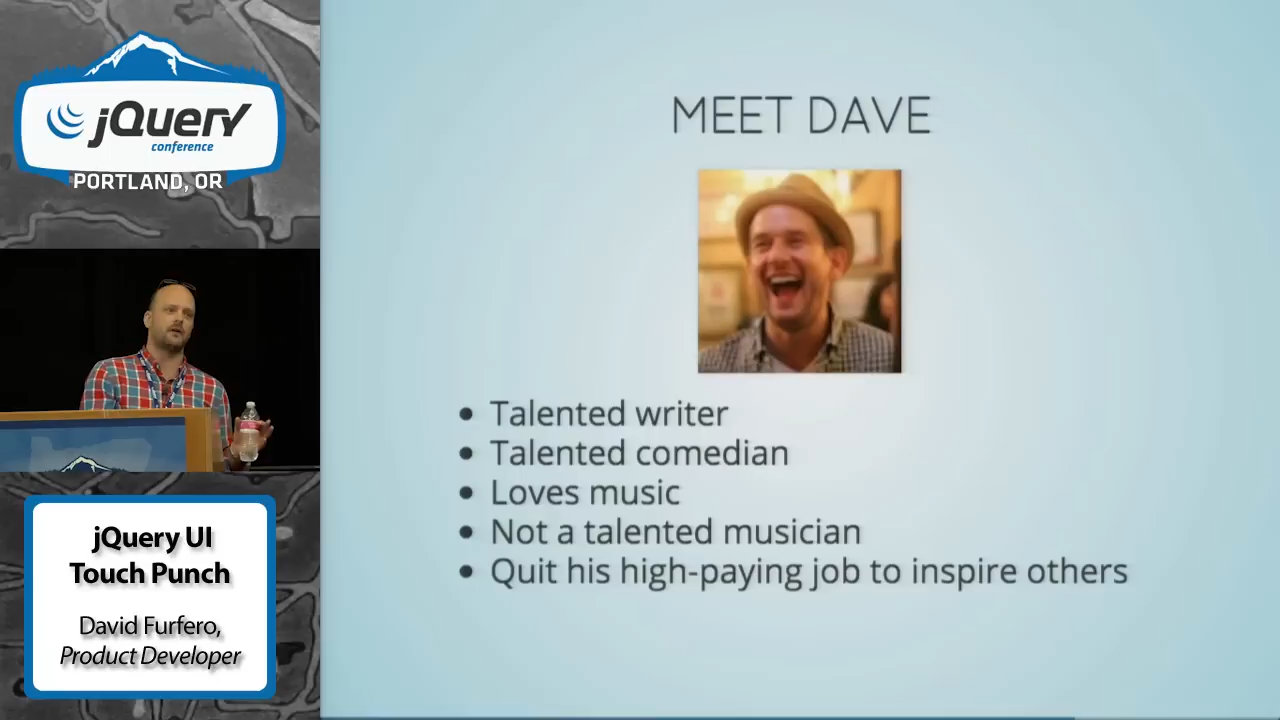 jQuery
conference
PORTLAND, OR
jQuery UI
Touch Punch
David Furfero,
Product Developer
MEET DAVE
• Talented writer
• Talented comedian
• Loves music
• Not a talented musician
• Quit his high-paying job to inspire others